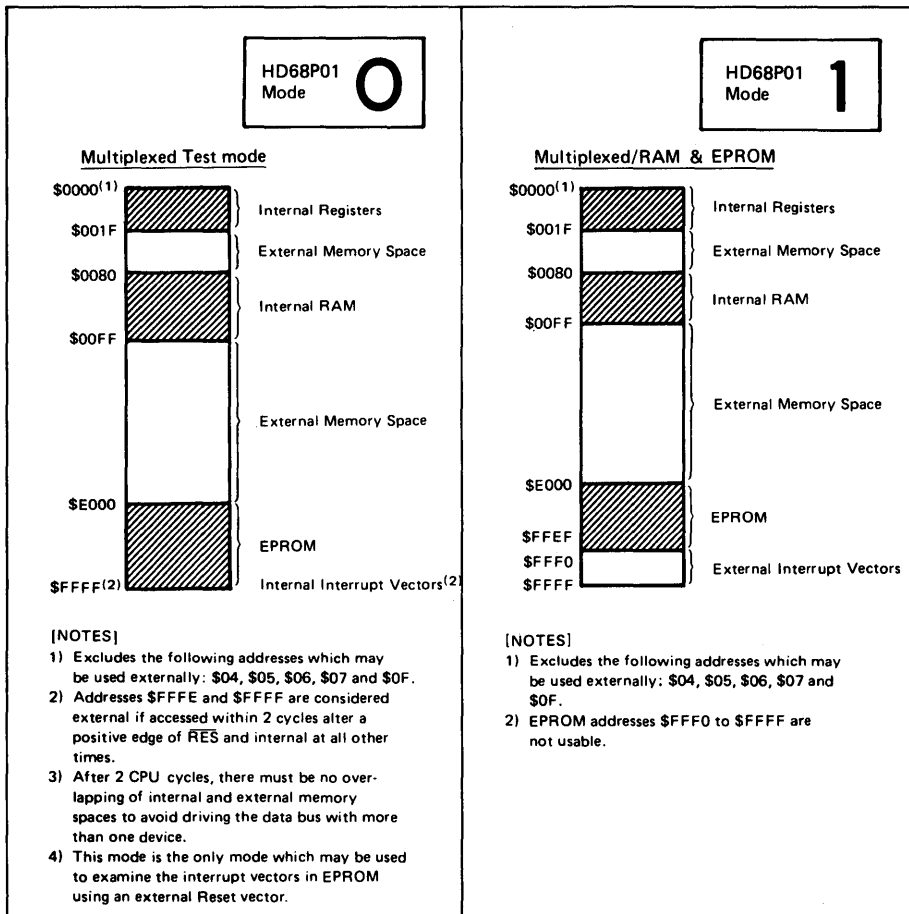 HD68P01
Mode 0
Multiplexed Test mode
$0000(1)
Internal Registers
$001F
External Memory Space
$0080
Internal RAM
$00FF
External Memory Space
$E000
EPROM
$FFFF(2)
Internal Interrupt Vectors(2)
[NOTES]
1) Excludes the following addresses which may
be used externally: $04, $05, $06, $07 and $0F.
2) Addresses $FFFE and $FFFF are considered
external if accessed within 2 cycles alter a
positive edge of RES and internal at all other
times.
3) After 2 CPU cycles, there must be no over-
lapping of internal and external memory
spaces to avoid driving the data bus with more
than one device.
4) This mode is the only mode which may be used
to examine the interrupt vectors in EPROM
using an external Reset vector.
HD68P01
Mode 1
Multiplexed/RAM & EPROM
$0000(1)
Internal Registers
$001F
External Memory Space
$0080
Internal RAM
$00FF
External Memory Space
$E000
EPROM
$FFEF
$FFF0
External Interrupt Vectors
$FFFF
[NOTES]
1) Excludes the following addresses which may
be used externally: $04, $05, $06, $07 and
$0F.
2) EPROM addresses $FFF0 to $FFFF are
not usable.